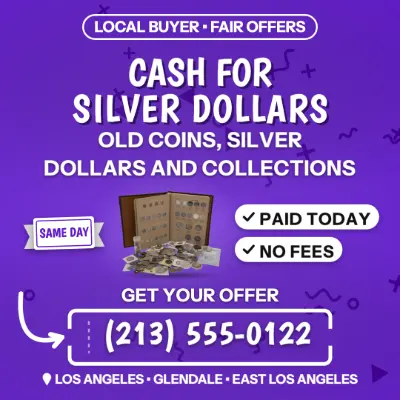 LOCAL BUYER • FAIR OFFERS
CASH FOR
SILVER DOLLARS
OLD COINS, SILVER
DOLLARS AND COLLECTIONS
SAME DAY
PAID TODAY
NO FEES
GET YOUR OFFER
(213) 555-0122
LOS ANGELES • GLENDALE • EAST LOS ANGELES